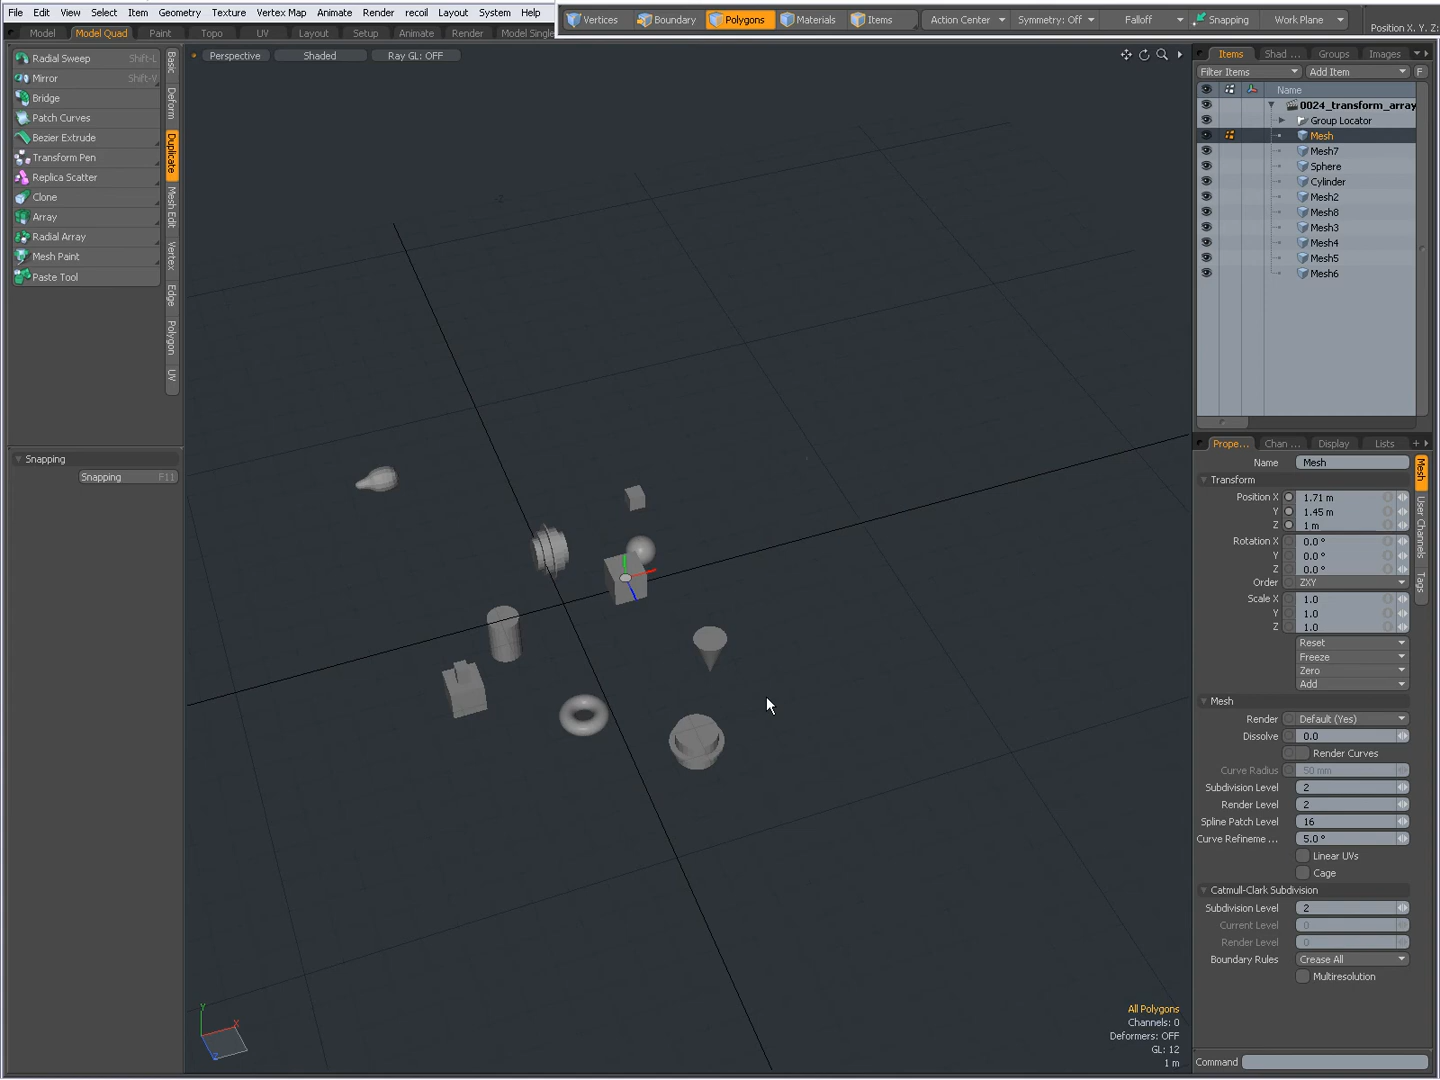 File Edit View Select Item Geometry Texture Vertex Map Animate Render recoil Layout System Help
Vertices Boundary Polygons Materials Items Action Center Symmetry: Off Falloff Snapping Work Plane
Position X, Y, Z:
Model Model Quad Paint Topo UV Layout Setup Animate Render Model Single
Radial Sweep Shift-L
Mirror Shift-V
Bridge
Patch Curves
Bezier Extrude
Transform Pen
Replica Scatter
Clone
Array
Radial Array
Mesh Paint
Paste Tool
Basic
Deform
Duplicate
Mesh Edit
Vertex
Edge
Polygon
UV
Snapping
Snapping F11
Perspective Shaded Ray GL: OFF
All Polygons
Channels: 0
Deformers: OFF
GL: 12
1 m
Items Shad ... Groups Images
Filter Items Add Item F
Name
0024_transform_array
Group Locator
Mesh
Mesh7
Sphere
Cylinder
Mesh2
Mesh8
Mesh3
Mesh4
Mesh5
Mesh6
Prope... Chan ... Display Lists +
Name Mesh
Transform
Position X 1.71 m
Y 1.45 m
Z 1 m
Rotation X 0.0 °
Y 0.0 °
Z 0.0 °
Order ZXY
Scale X 1.0
Y 1.0
Z 1.0
Reset
Freeze
Zero
Add
Mesh
Render Default (Yes)
Dissolve 0.0
Render Curves
Curve Radius 50 mm
Subdivision Level 2
Render Level 2
Spline Patch Level 16
Curve Refineme ... 5.0 °
Linear UVs
Cage
Catmull-Clark Subdivision
Subdivision Level 2
Current Level 0
Render Level 0
Boundary Rules Crease All
Multiresolution
Mesh
User Channels
Tags
Command
Y
X
Z